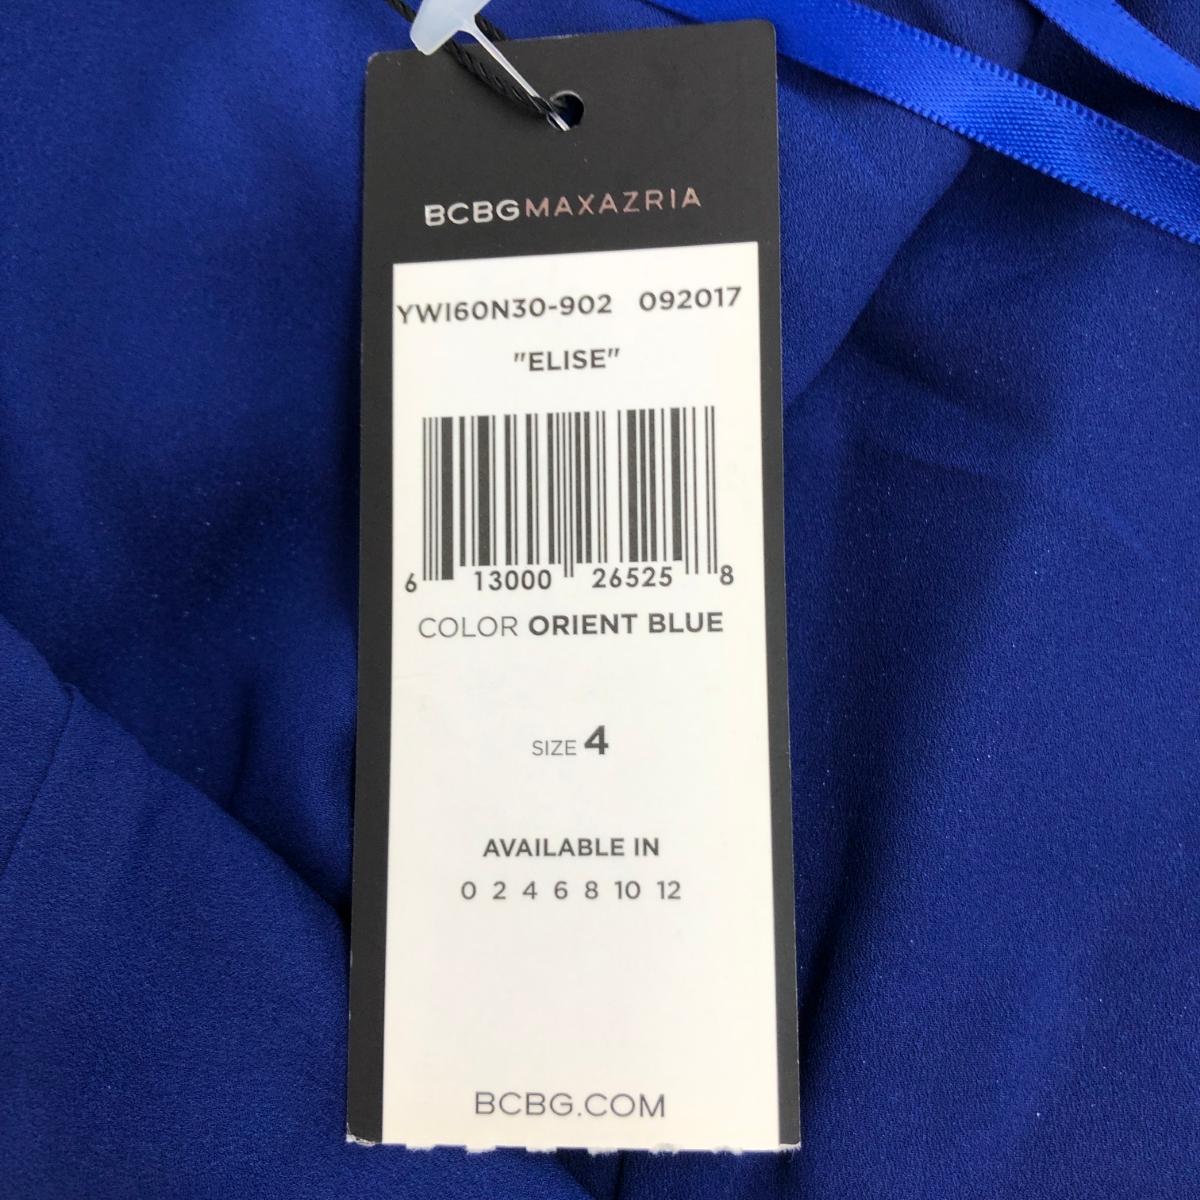 BCBGMAXAZRIA
YWI60N30-902 092017
"ELISE"
6 13000 26525 8
COLOR ORIENT BLUE
SIZE 4
AVAILABLE IN
0 2 4 6 8 10 12
BCBG.COM